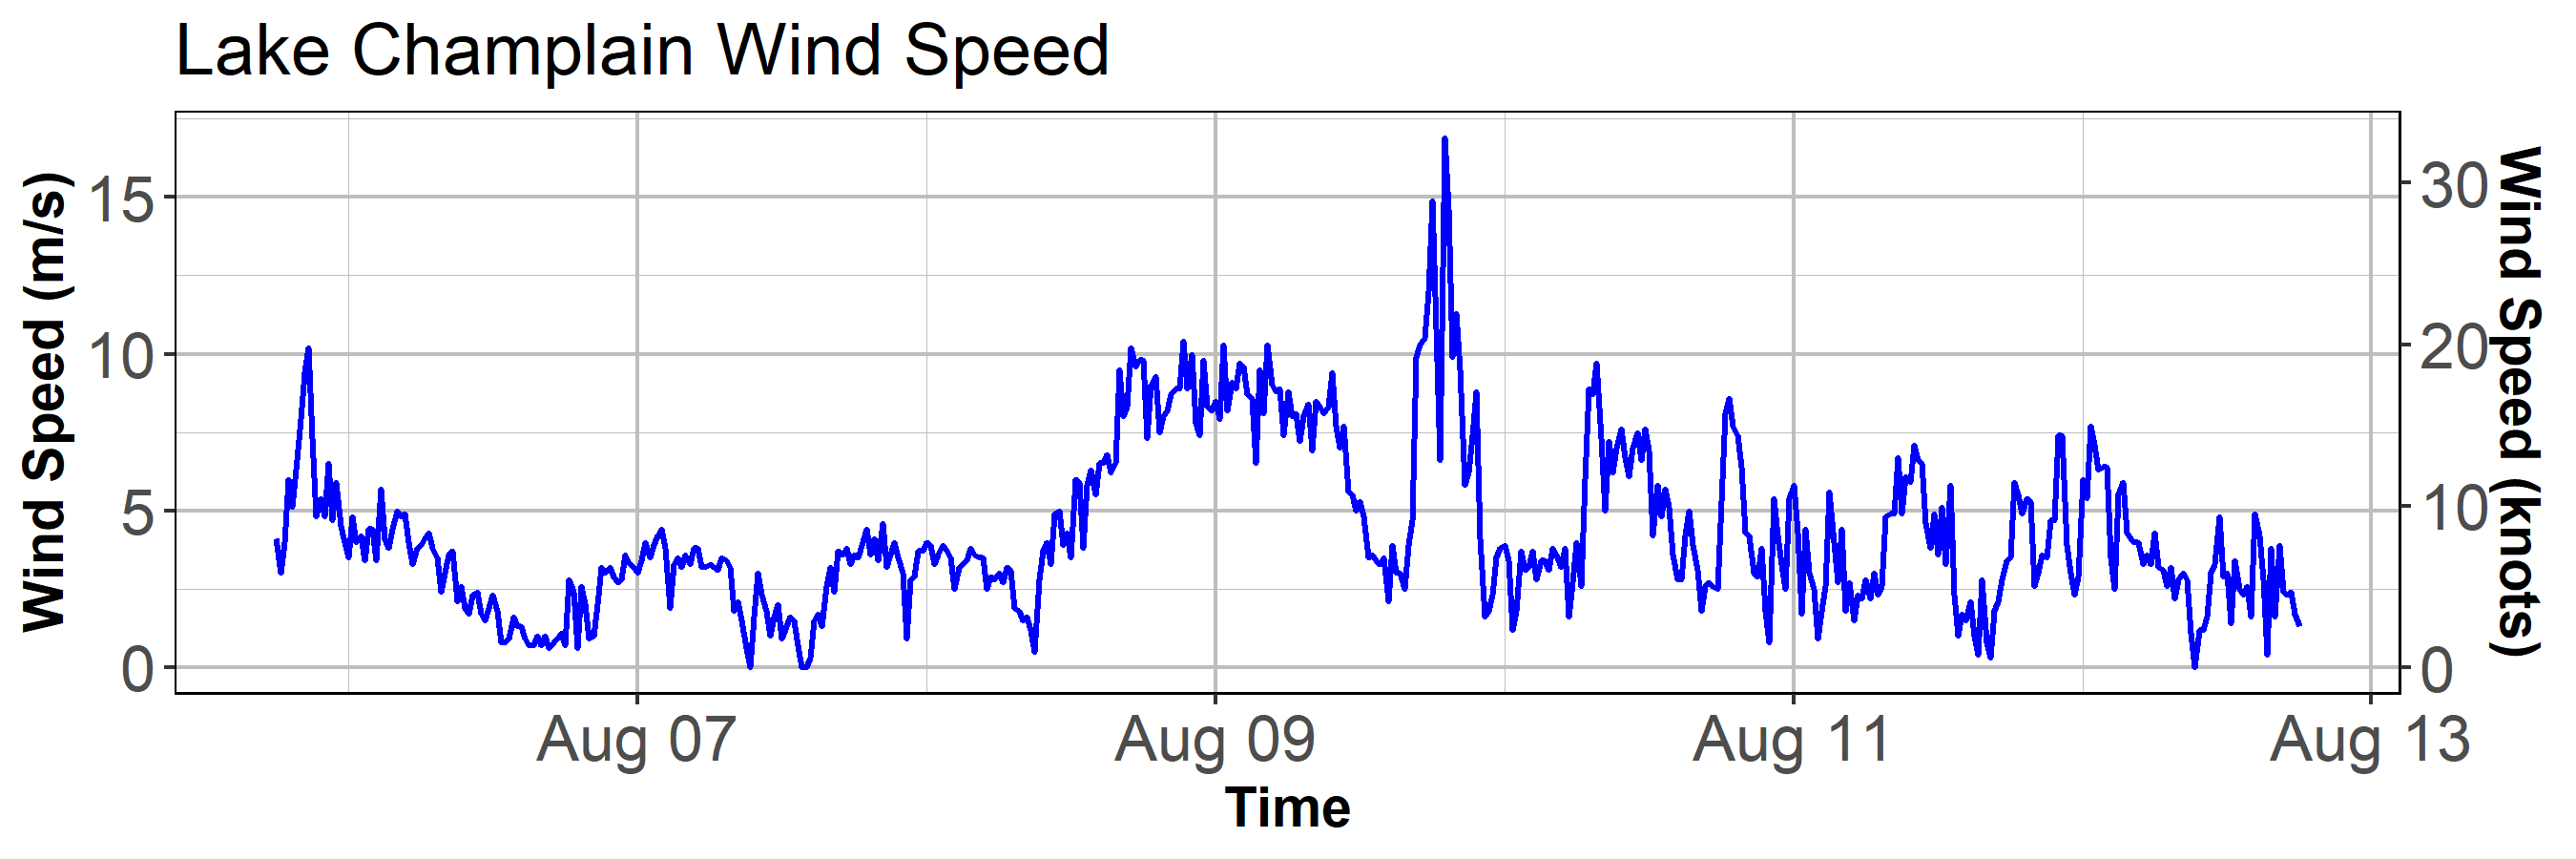 Lake Champlain Wind Speed
Wind Speed (m/s)
15
10
5
0
30
20
10
0
Wind Speed (knots)
Aug 07 Aug 09 Aug 11 Aug 13
Time